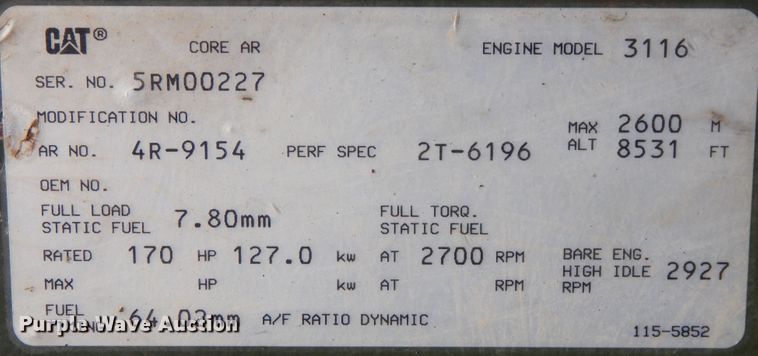 CAT® CORE AR ENGINE MODEL 3116
SER. NO. 5RM00227
MODIFICATION NO.
MAX ALT 2600 M 8531 FT
AR NO. 4R-9154 PERF SPEC 2T-6196
OEM NO.
FULL LOAD STATIC FUEL 7.80mm FULL TORQ. STATIC FUEL
RATED 170 HP 127.0 kw AT 2700 RPM
MAX HP kw AT RPM
BARE ENG. HIGH IDLE RPM 2927
FUEL 64.02mm A/F RATIO DYNAMIC
Purple Wave Auction
115-5852